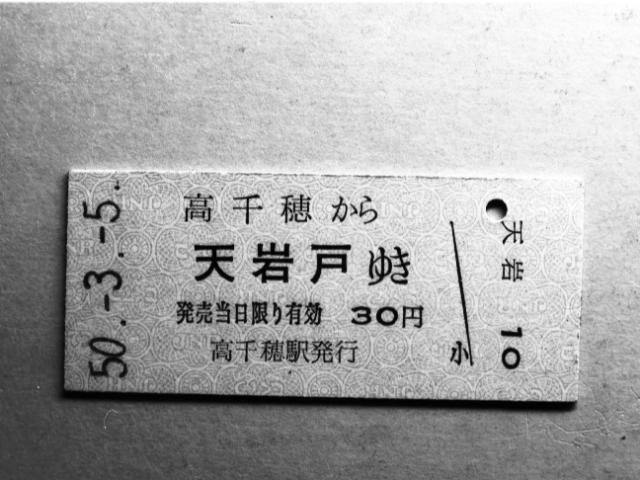 50.-3.-5.
高千穂から
天岩戸ゆき
発売当日限り有効 30円
高千穂駅発行
小
天岩 10